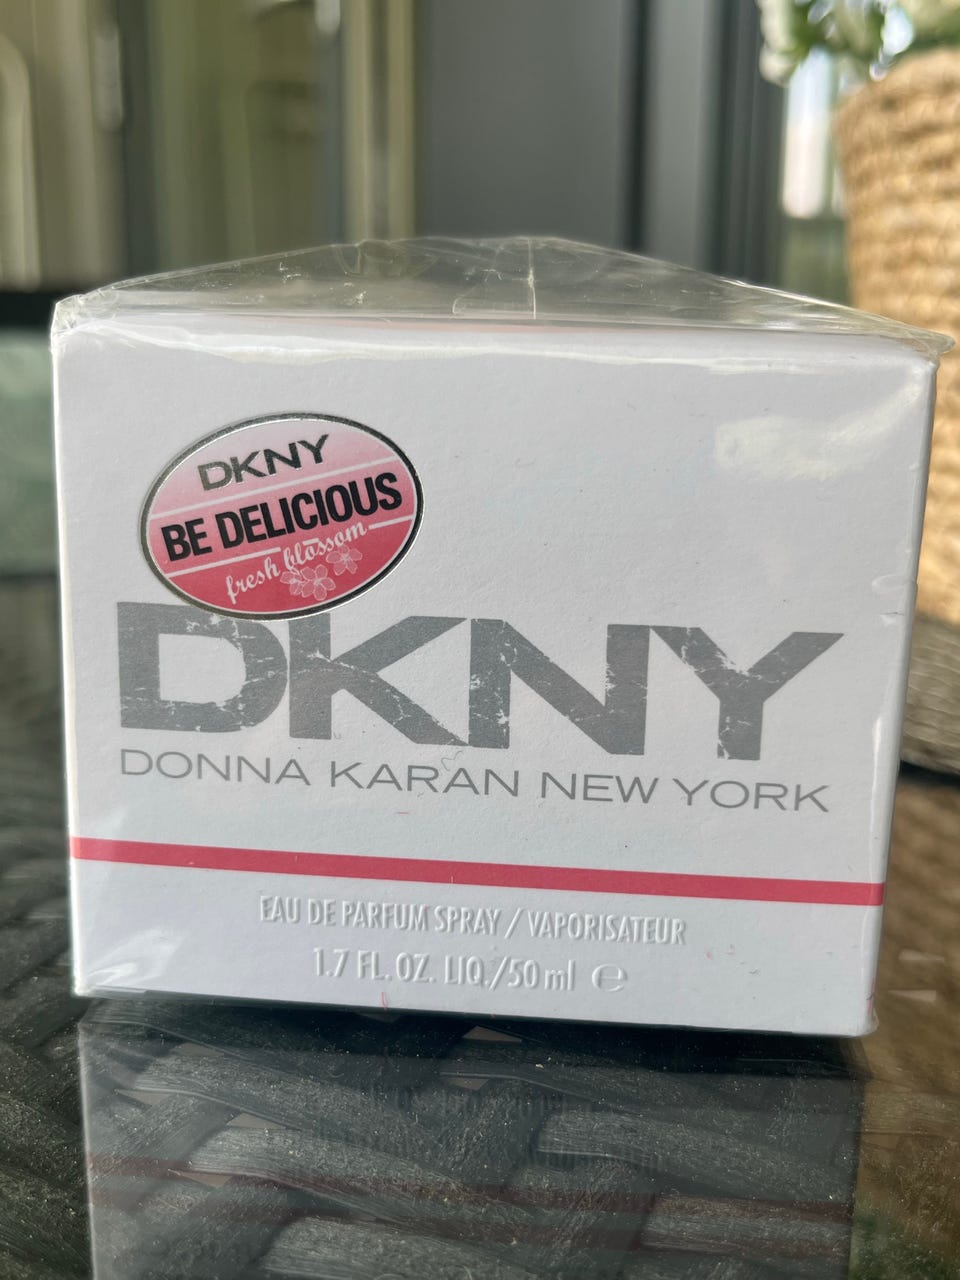 DKNY
BE DELICIOUS
fresh blossom
DKNY
DONNA KARAN NEW YORK
EAU DE PARFUM SPRAY / VAPORISATEUR
1.7 FL. OZ. LIQ./50 ml ℮